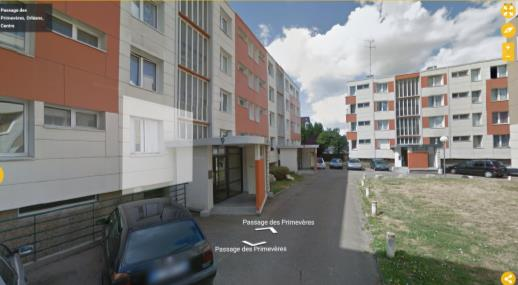 Passage des
Primevères, Orléans,
Centre
Passage des Primevères
Passage des Primevères